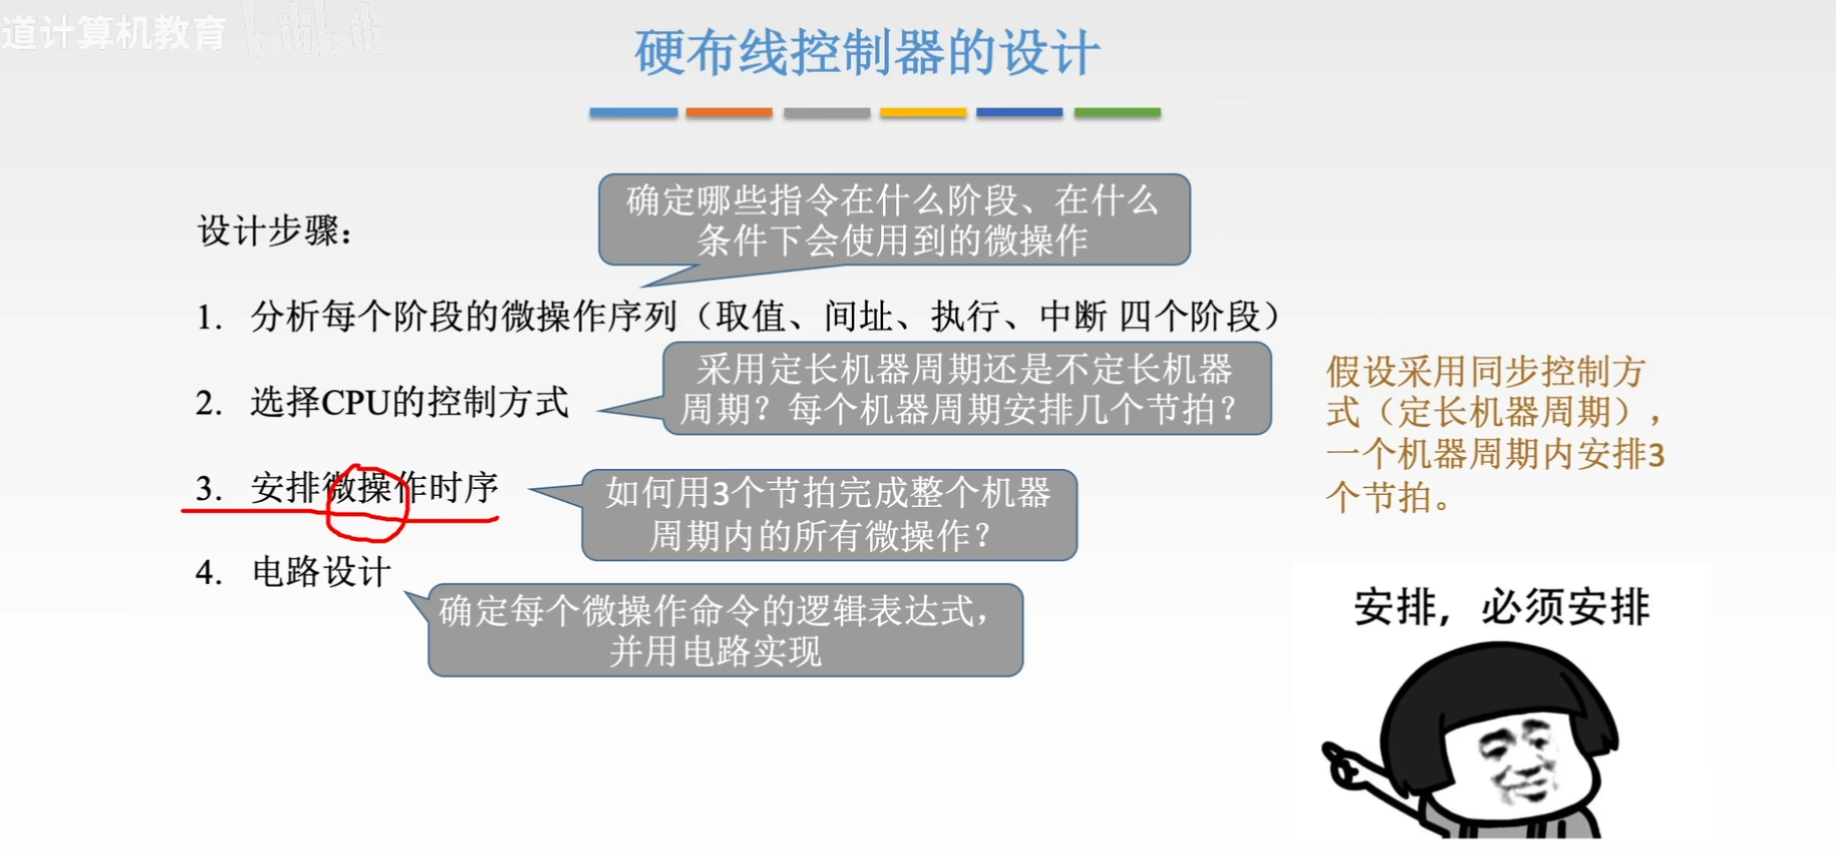 道计算机教育 bilibili
硬布线控制器的设计
确定哪些指令在什么阶段、在什么
条件下会使用到的微操作
设计步骤：
1. 分析每个阶段的微操作序列（取值、间址、执行、中断 四个阶段）
采用定长机器周期还是不定长机器
周期？每个机器周期安排几个节拍？
2. 选择CPU的控制方式
假设采用同步控制方
式（定长机器周期），
一个机器周期内安排3
个节拍。
3. 安排微操作时序
如何用3个节拍完成整个机器
周期内的所有微操作？
4. 电路设计
确定每个微操作命令的逻辑表达式，
并用电路实现
安排，必须安排